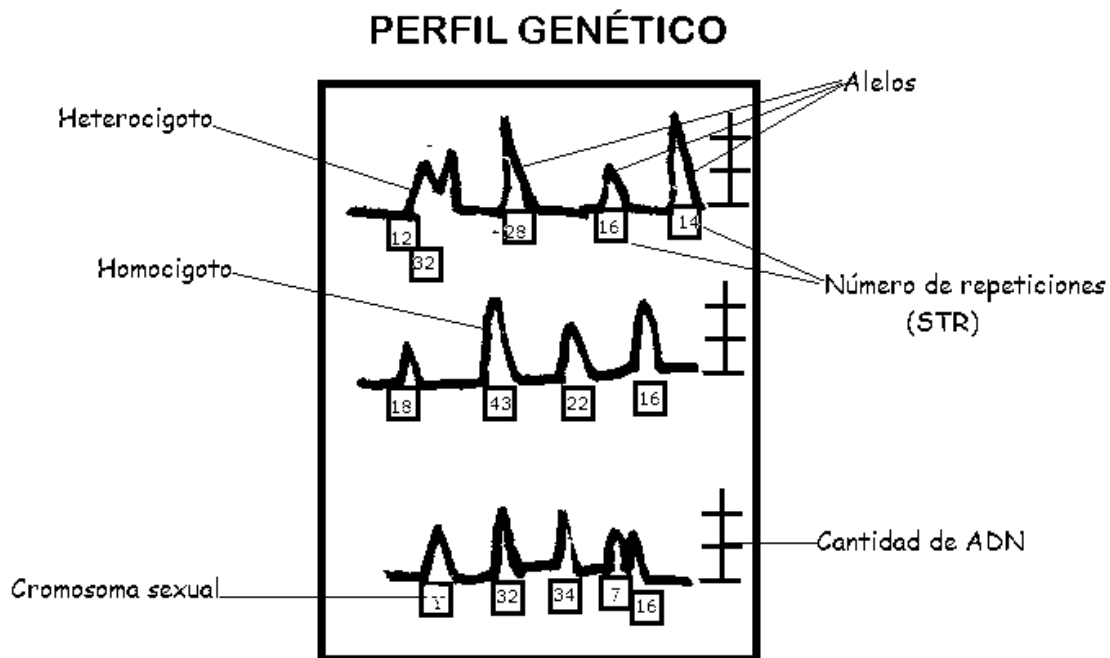 PERFIL GENÉTICO
Heterocigoto
Alelos
12
28
16
14
32
Homocigoto
Número de repeticiones
(STR)
18
43
22
16
Cantidad de ADN
Cromosoma sexual
Y
32
34
7
16